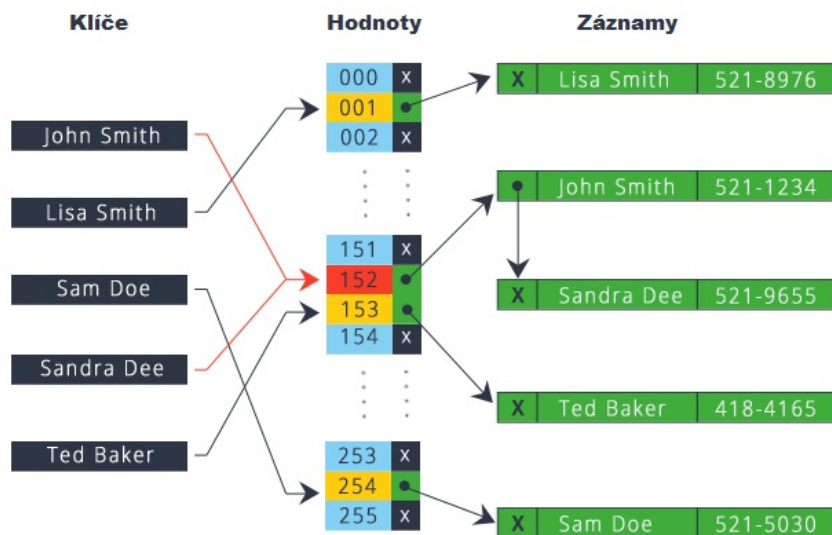 Klíče
Hodnoty
Záznamy
John Smith
Lisa Smith
Sam Doe
Sandra Dee
Ted Baker
000 X
001
002 X
151 X
152
153
154 X
253 X
254
255 X
X Lisa Smith 521-8976
John Smith 521-1234
X Sandra Dee 521-9655
X Ted Baker 418-4165
X Sam Doe 521-5030